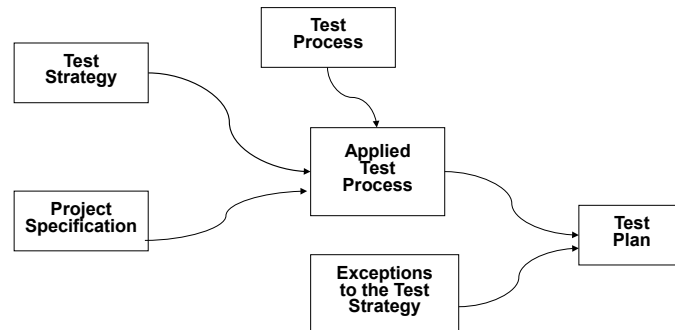 Test
Process
Test
Strategy
Applied
Test
Process
Project
Specification
Test
Plan
Exceptions
to the Test
Strategy